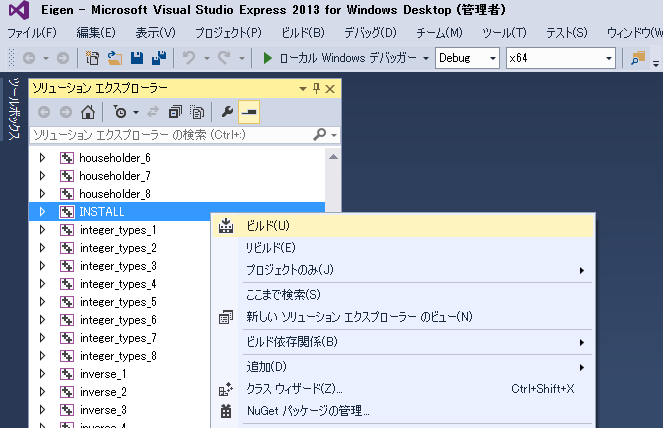 Eigen - Microsoft Visual Studio Express 2013 for Windows Desktop (管理者)
ファイル(F) 編集(E) 表示(V) プロジェクト(P) ビルド(B) デバッグ(D) チーム(M) ツール(T) テスト(S) ウィンドウ(W
ローカル Windows デバッガー Debug x64
ツールボックス
ソリューション エクスプローラー
ソリューション エクスプローラー の検索 (Ctrl+:)
householder_6
householder_7
householder_8
INSTALL
integer_types_1
integer_types_2
integer_types_3
integer_types_4
integer_types_5
integer_types_6
integer_types_7
integer_types_8
inverse_1
inverse_2
inverse_3
inverse_4
ビルド(U)
リビルド(E)
プロジェクトのみ(J)
ここまで検索(S)
新しい ソリューション エクスプローラー のビュー(N)
ビルド依存関係(B)
追加(D)
クラス ウィザード(Z)... Ctrl+Shift+X
NuGet パッケージの管理...